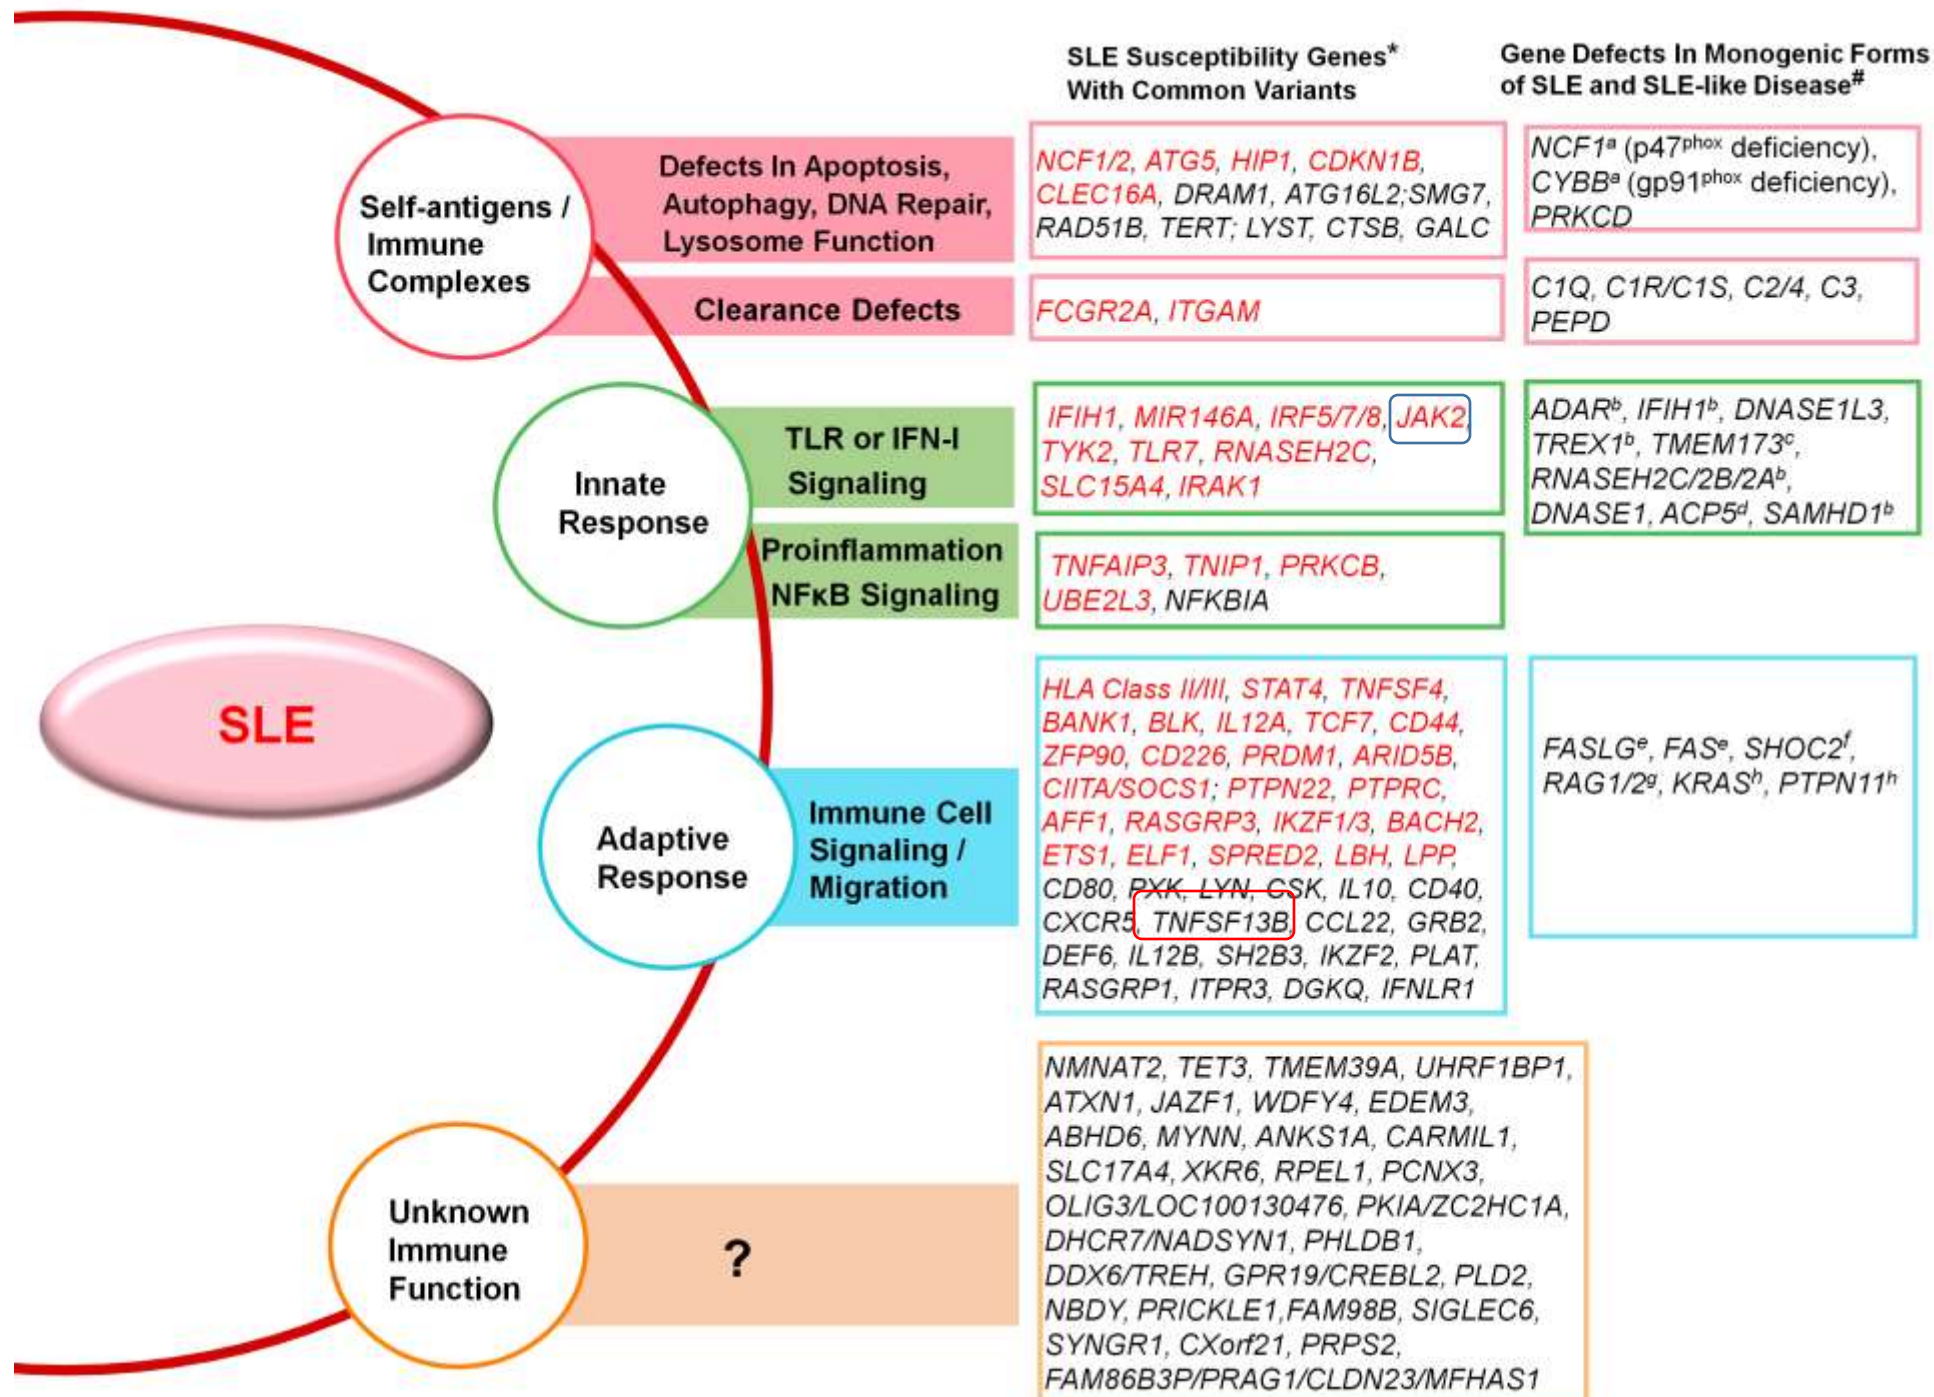 SLE Susceptibility Genes*
With Common Variants
Gene Defects In Monogenic Forms
of SLE and SLE-like Disease#
Self-antigens /
Immune
Complexes
Defects In Apoptosis,
Autophagy, DNA Repair,
Lysosome Function
NCF1/2, ATG5, HIP1, CDKN1B,
CLEC16A, DRAM1, ATG16L2;SMG7,
RAD51B, TERT; LYST, CTSB, GALC
NCF1ᵃ (p47ᵖʰᵒˣ deficiency),
CYBBᵃ (gp91ᵖʰᵒˣ deficiency),
PRKCD
Clearance Defects
FCGR2A, ITGAM
C1Q, C1R/C1S, C2/4, C3,
PEPD
Innate
Response
TLR or IFN-I
Signaling
IFIH1, MIR146A, IRF5/7/8, JAK2,
TYK2, TLR7, RNASEH2C,
SLC15A4, IRAK1
ADARᵇ, IFIH1ᵇ, DNASE1L3,
TREX1ᵇ, TMEM173ᶜ,
RNASEH2C/2B/2Aᵇ,
DNASE1, ACP5ᵈ, SAMHD1ᵇ
Proinflammation
NFκB Signaling
TNFAIP3, TNIP1, PRKCB,
UBE2L3, NFKBIA
SLE
Adaptive
Response
Immune Cell
Signaling /
Migration
HLA Class II/III, STAT4, TNFSF4,
BANK1, BLK, IL12A, TCF7, CD44,
ZFP90, CD226, PRDM1, ARID5B,
CIITA/SOCS1; PTPN22, PTPRC,
AFF1, RASGRP3, IKZF1/3, BACH2,
ETS1, ELF1, SPRED2, LBH, LPP,
CD80, PXK, LYN, CSK, IL10, CD40,
CXCR5, TNFSF13B, CCL22, GRB2,
DEF6, IL12B, SH2B3, IKZF2, PLAT,
RASGRP1, ITPR3, DGKQ, IFNLR1
FASLGᵉ, FASᵉ, SHOC2ᶠ,
RAG1/2ᵍ, KRASʰ, PTPN11ʰ
Unknown
Immune
Function
?
NMNAT2, TET3, TMEM39A, UHRF1BP1,
ATXN1, JAZF1, WDFY4, EDEM3,
ABHD6, MYNN, ANKS1A, CARMIL1,
SLC17A4, XKR6, RPEL1, PCNX3,
OLIG3/LOC100130476, PKIA/ZC2HC1A,
DHCR7/NADSYN1, PHLDB1,
DDX6/TREH, GPR19/CREBL2, PLD2,
NBDY, PRICKLE1,FAM98B, SIGLEC6,
SYNGR1, CXorf21, PRPS2,
FAM86B3P/PRAG1/CLDN23/MFHAS1